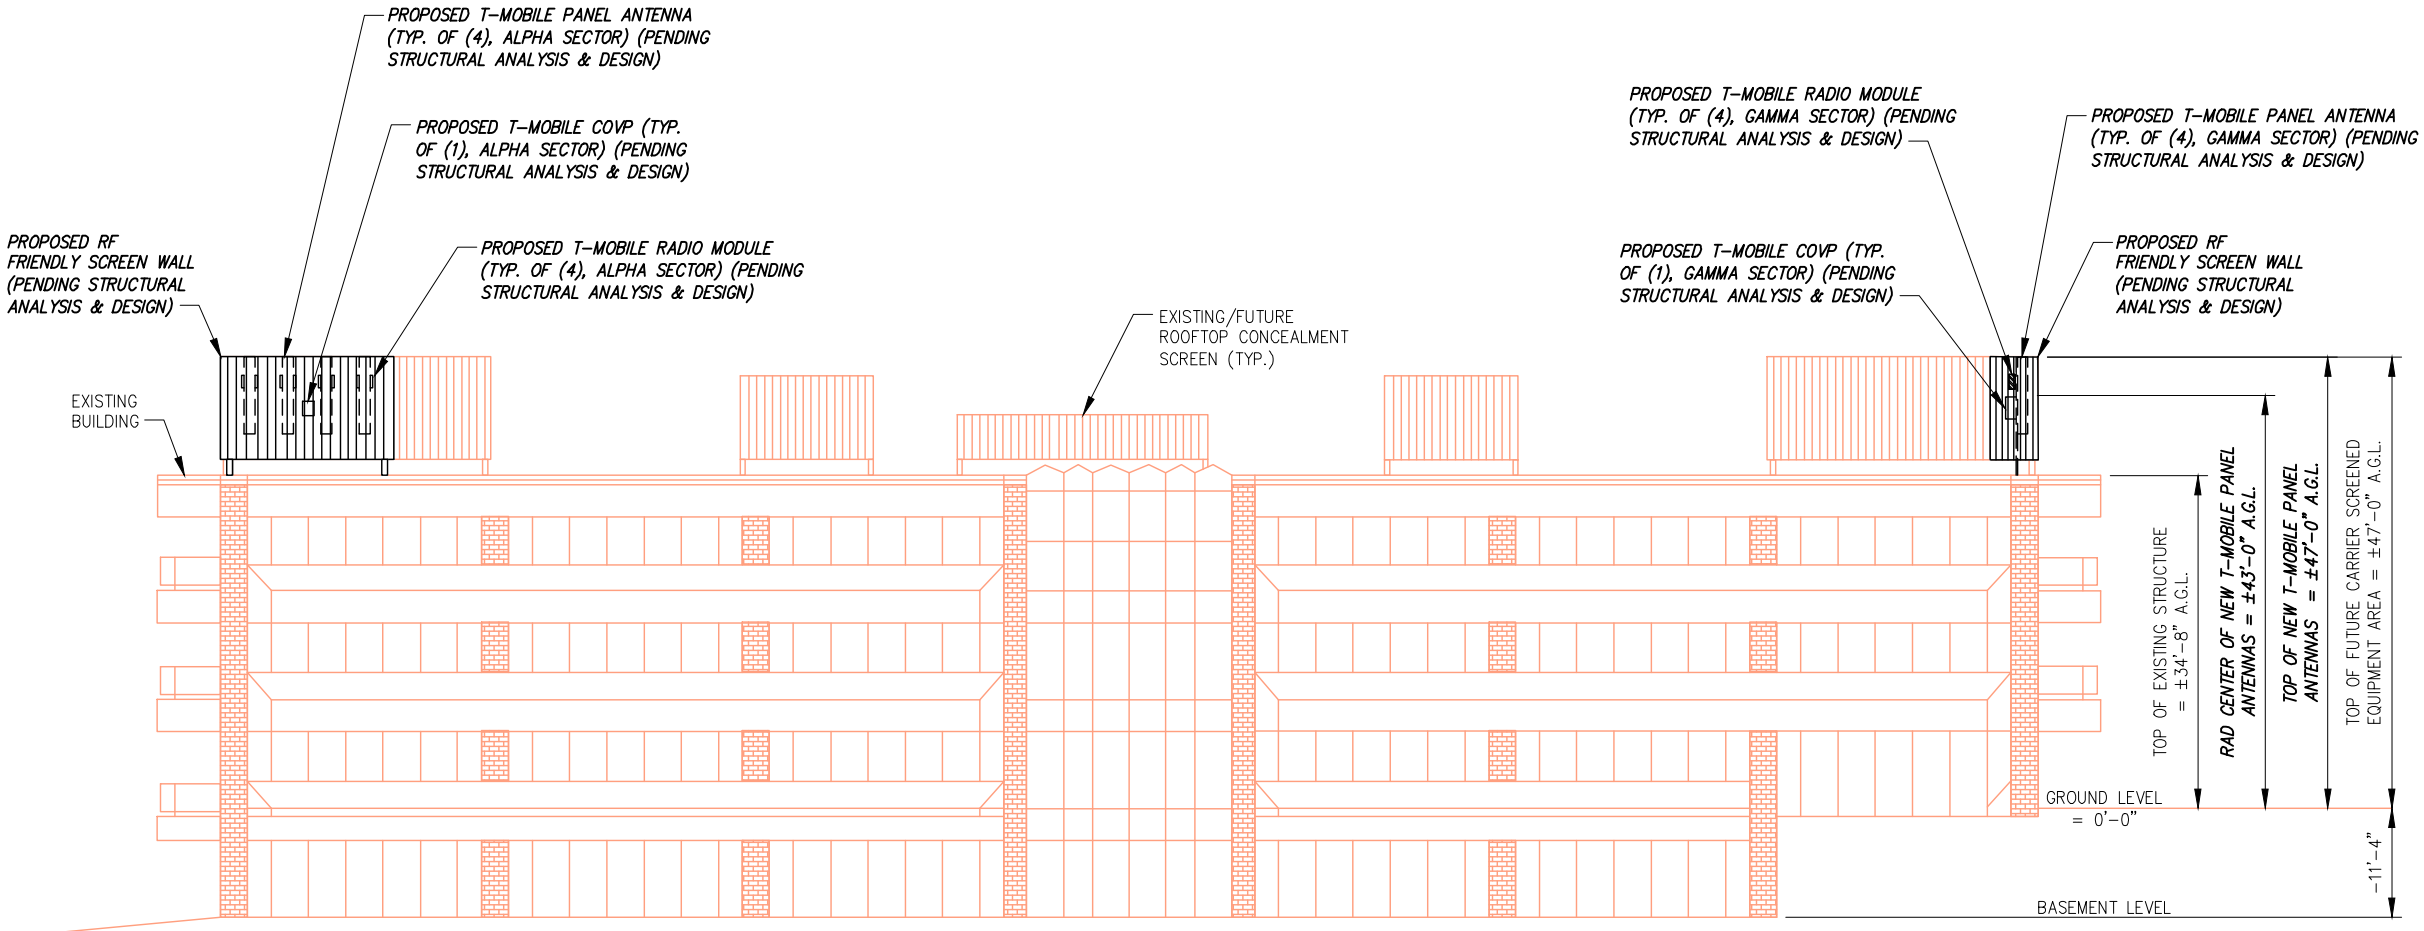 PROPOSED T-MOBILE PANEL ANTENNA
(TYP. OF (4), ALPHA SECTOR) (PENDING
STRUCTURAL ANALYSIS & DESIGN)
PROPOSED T-MOBILE COVP (TYP.
OF (1), ALPHA SECTOR) (PENDING
STRUCTURAL ANALYSIS & DESIGN)
PROPOSED RF
FRIENDLY SCREEN WALL
(PENDING STRUCTURAL
ANALYSIS & DESIGN)
PROPOSED T-MOBILE RADIO MODULE
(TYP. OF (4), ALPHA SECTOR) (PENDING
STRUCTURAL ANALYSIS & DESIGN)
EXISTING
BUILDING
EXISTING/FUTURE
ROOFTOP CONCEALMENT
SCREEN (TYP.)
PROPOSED T-MOBILE RADIO MODULE
(TYP. OF (4), GAMMA SECTOR) (PENDING
STRUCTURAL ANALYSIS & DESIGN)
PROPOSED T-MOBILE PANEL ANTENNA
(TYP. OF (4), GAMMA SECTOR) (PENDING
STRUCTURAL ANALYSIS & DESIGN)
PROPOSED T-MOBILE COVP (TYP.
OF (1), GAMMA SECTOR) (PENDING
STRUCTURAL ANALYSIS & DESIGN)
PROPOSED RF
FRIENDLY SCREEN WALL
(PENDING STRUCTURAL
ANALYSIS & DESIGN)
TOP OF EXISTING STRUCTURE
= ±34'-8" A.G.L.
RAD CENTER OF NEW T-MOBILE PANEL
ANTENNAS = ±43'-0" A.G.L.
TOP OF NEW T-MOBILE PANEL
ANTENNAS = ±47'-0" A.G.L.
TOP OF FUTURE CARRIER SCREENED
EQUIPMENT AREA = ±47'-0" A.G.L.
GROUND LEVEL
= 0'-0"
-11'-4"
BASEMENT LEVEL